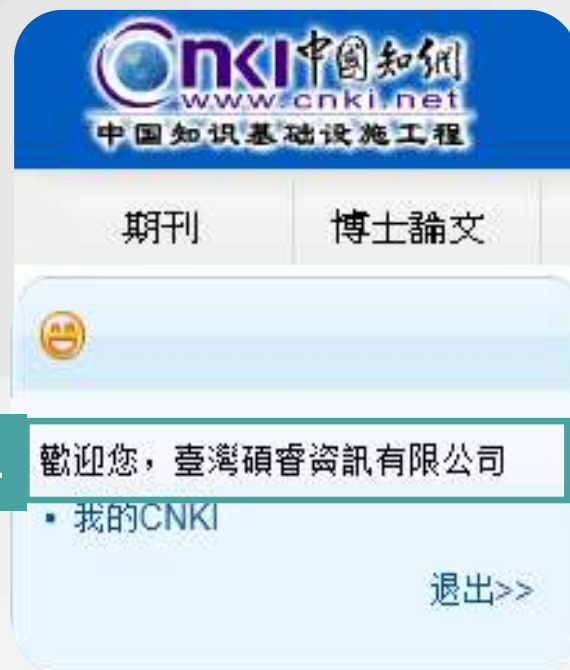 cnki中國知網
www.cnki.net
中国知识基础设施工程
期刊 博士論文
歡迎您，臺灣碩睿資訊有限公司
▪ 我的CNKI
退出>>